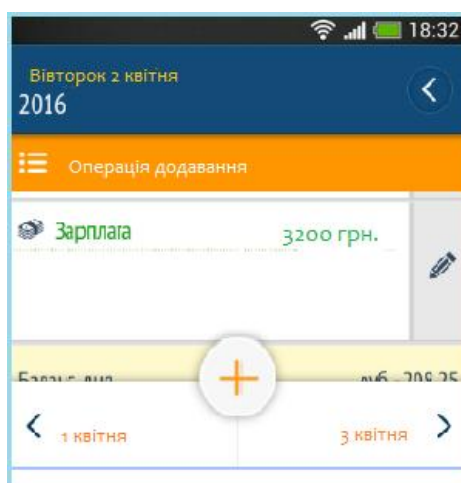 18:32
Вівторок 2 квітня
2016
Операція додавання
Зарплата 3200 грн.
1 квітня 3 квітня